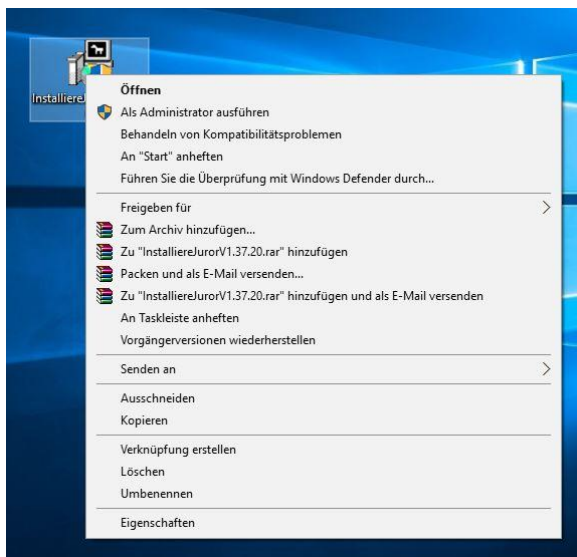 InstalliereJ
Öffnen
Als Administrator ausführen
Behandeln von Kompatibilitätsproblemen
An "Start" anheften
Führen Sie die Überprüfung mit Windows Defender durch...
Freigeben für
Zum Archiv hinzufügen...
Zu "InstalliereJurorV1.37.20.rar" hinzufügen
Packen und als E-Mail versenden...
Zu "InstalliereJurorV1.37.20.rar" hinzufügen und als E-Mail versenden
An Taskleiste anheften
Vorgängerversionen wiederherstellen
Senden an
Ausschneiden
Kopieren
Verknüpfung erstellen
Löschen
Umbenennen
Eigenschaften